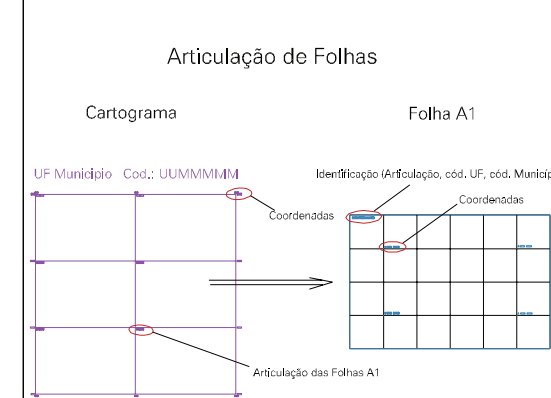 Articulação de Folhas
Cartograma
Folha A1
UF Municipio Cod.: UUMMMMM
Identificação (Articulação, cód. UF, cód. Municíp
Coordenadas
Coordenadas
Articulação das Folhas A1